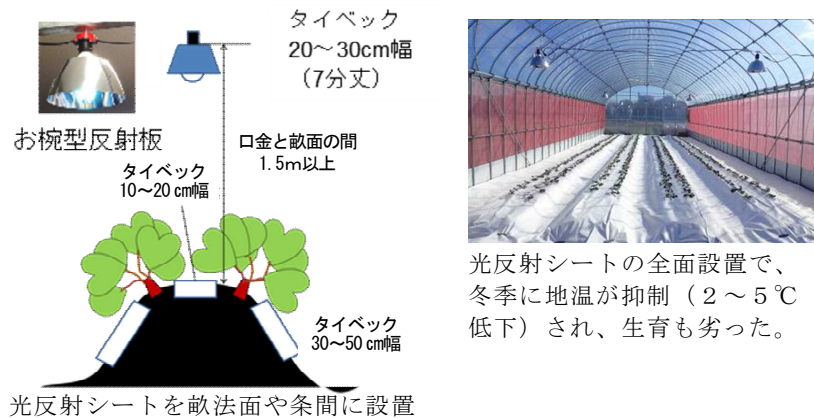 タイベック
20～30cm幅
（7分丈）
お椀型反射板
口金と畝面の間
1.5m以上
タイベック
10～20cm幅
タイベック
30～50cm幅
光反射シートを畝法面や条間に設置
光反射シートの全面設置で、
冬季に地温が抑制（２～５℃
低下）され、生育も劣った。